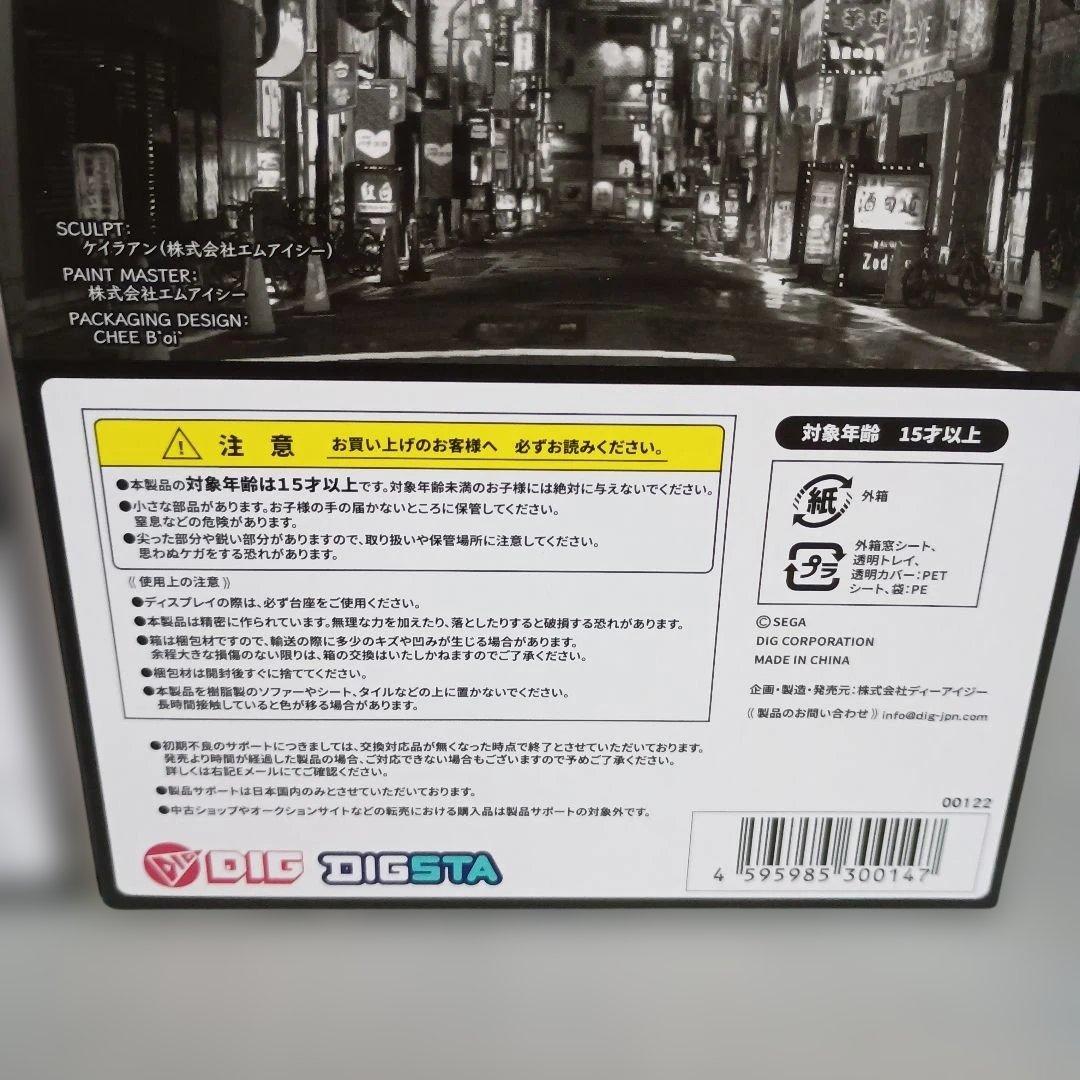 SCULPT:
ケイラアン(株式会社エムアイシー)
PAINT MASTER:
株式会社エムアイシー
PACKAGING DESIGN:
CHEE B`oi`
酒 旬
Zod
注 意 お買い上げのお客様へ 必ずお読みください。
●本製品の対象年齢は15才以上です。対象年齢未満のお子様には絶対に与えないでください。
●小さな部品があります。お子様の手の届かないところに保管してください。
窒息などの危険があります。
●尖った部分や鋭い部分がありますので、取り扱いや保管場所に注意してください。
思わぬケガをする恐れがあります。
《使用上の注意》
●ディスプレイの際は、必ず台座をご使用ください。
●本製品は精密に作られています。無理な力を加えたり、落としたりすると破損する恐れがあります。
●箱は梱包材ですので、輸送の際に多少のキズや凹みが生じる場合があります。
余程大きな損傷のない限りは、箱の交換はいたしかねますのでご了承ください。
●梱包材は開封後すぐに捨ててください。
●本製品を樹脂製のソファーやシート、タイルなどの上に置かないでください。
長時間接触していると色が移る場合があります。
●初期不良のサポートにつきましては、交換対応品が無くなった時点で終了とさせていただいております。
発売より時間が経過した製品の場合、ご対応できない場合もございますので予めご了承ください。
詳しくは右記Eメールにてご確認ください。
●製品サポートは日本国内のみとさせていただいております。
●中古ショップやオークションサイトなどの転売における購入品は製品サポートの対象外です。
DIG DIG DIGSTA
対象年齢 15才以上
紙 外箱
プラ 外箱窓シート、
透明トレイ、
透明カバー:PET
シート、袋:PE
©SEGA
DIG CORPORATION
MADE IN CHINA
企画・製造・発売元:株式会社ディーアイジー
《製品のお問い合わせ》info@dig-jpn.com
00122
4 595985 300147